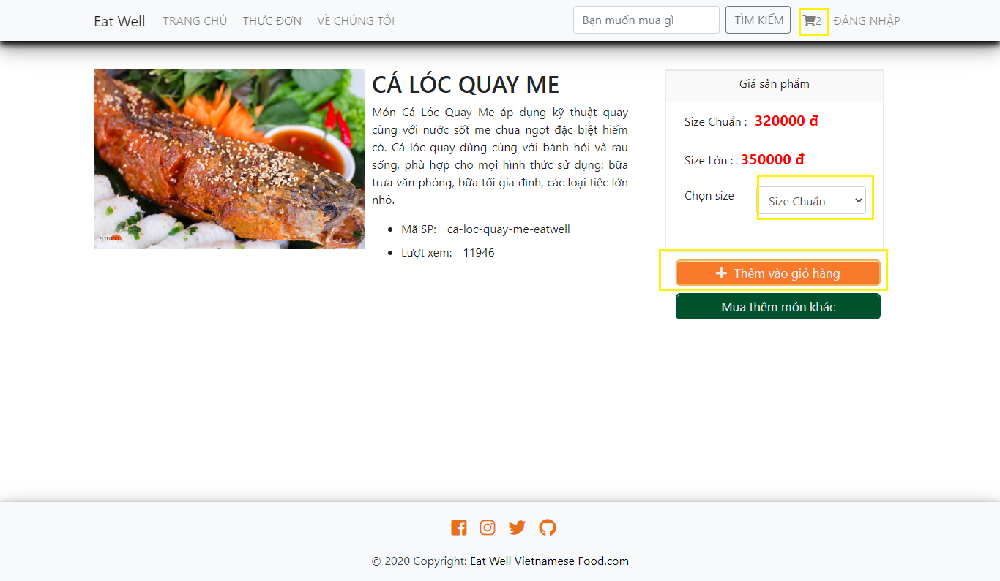 Eat Well TRANG CHỦ THỰC ĐƠN VỀ CHÚNG TÔI Bạn muốn mua gì TÌM KIẾM 2 ĐĂNG NHẬP
CÁ LÓC QUAY ME
Món Cá Lóc Quay Me áp dụng kỹ thuật quay
cùng với nước sốt me chua ngọt đặc biệt hiếm
có. Cá lóc quay dùng cùng với bánh hỏi và rau
sống, phù hợp cho mọi hình thức sử dụng: bữa
trưa văn phòng, bữa tối gia đình, các loại tiệc lớn
nhỏ.
Mã SP: ca-loc-quay-me-eatwell
Lượt xem: 11946
FLYFOOD
Giá sản phẩm
Size Chuẩn : 320000 đ
Size Lớn : 350000 đ
Chọn size Size Chuẩn
Thêm vào giỏ hàng
Mua thêm món khác
© 2020 Copyright: Eat Well Vietnamese Food.com